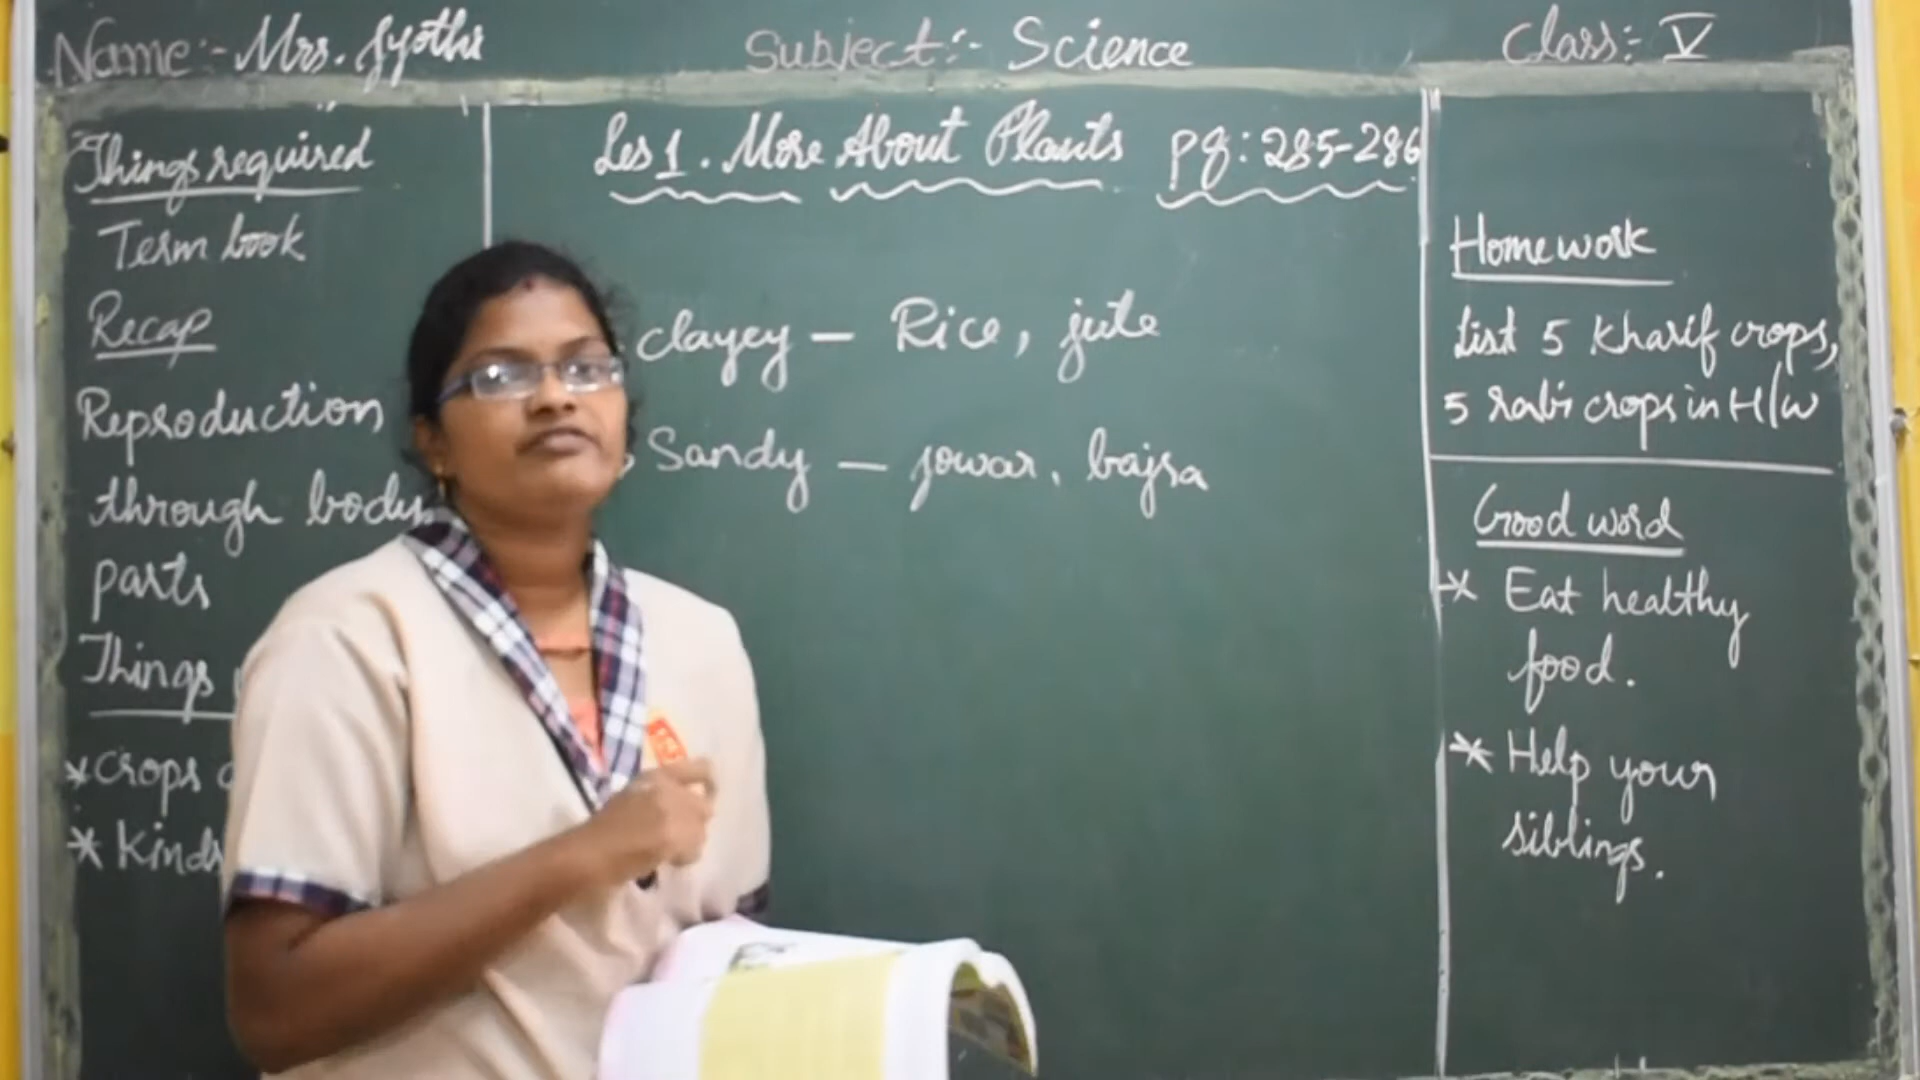 Name:- Mrs. Jyothi
Subject:- Science
Class:- V
Things required
Term book
Recap
Reproduction
through body
parts
Things
* Crops
* Kinds
Les 1. More About Plants pg: 285-286
clayey – Rice, jute
Sandy – jowar, bajra
Homework
List 5 Kharif crops,
5 rabi crops in H/W
Good word
* Eat healthy
food.
* Help your
siblings.